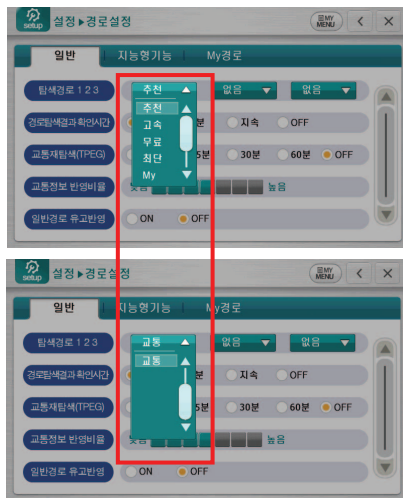 setup 설정▶경로설정 MY MENU
일반 지능형기능 My경로
탐색경로 1 2 3 추천 없음 없음
추천
경로탐색결과 확인시간 고속 분 지속 OFF
무료
교통재탐색(TPEG) 최단 5분 30분 60분 OFF
My
교통정보 반영비율 낮음 높음
일반경로 유고반영 ON OFF
setup 설정▶경로설정 MY MENU
일반 지능형기능 My경로
탐색경로 1 2 3 교통 없음 없음
교통
경로탐색결과 확인시간 분 지속 OFF
교통재탐색(TPEG) 5분 30분 60분 OFF
교통정보 반영비율 낮음 높음
일반경로 유고반영 ON OFF